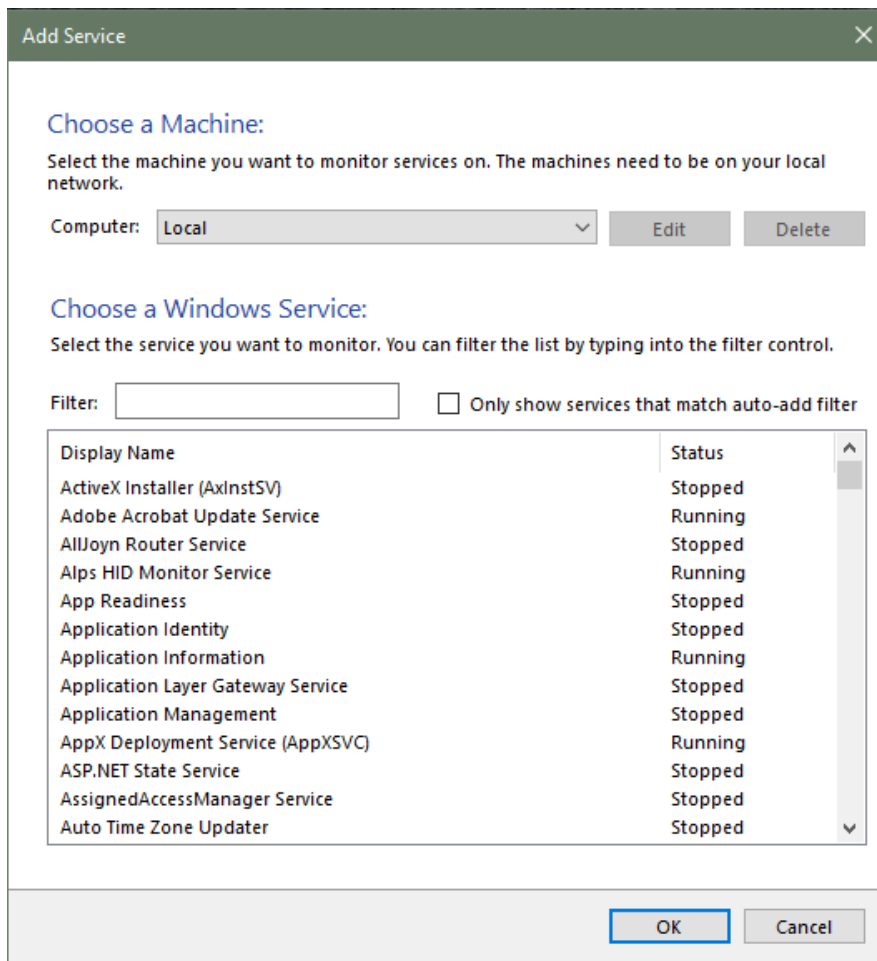 Add Service
Choose a Machine:
Select the machine you want to monitor services on. The machines need to be on your local
network.
Computer: Local Edit Delete
Choose a Windows Service:
Select the service you want to monitor. You can filter the list by typing into the filter control.
Filter: Only show services that match auto-add filter
Display Name Status
ActiveX Installer (AxInstSV) Stopped
Adobe Acrobat Update Service Running
AllJoyn Router Service Stopped
Alps HID Monitor Service Running
App Readiness Stopped
Application Identity Stopped
Application Information Running
Application Layer Gateway Service Stopped
Application Management Stopped
AppX Deployment Service (AppXSVC) Running
ASP.NET State Service Stopped
AssignedAccessManager Service Stopped
Auto Time Zone Updater Stopped
OK Cancel